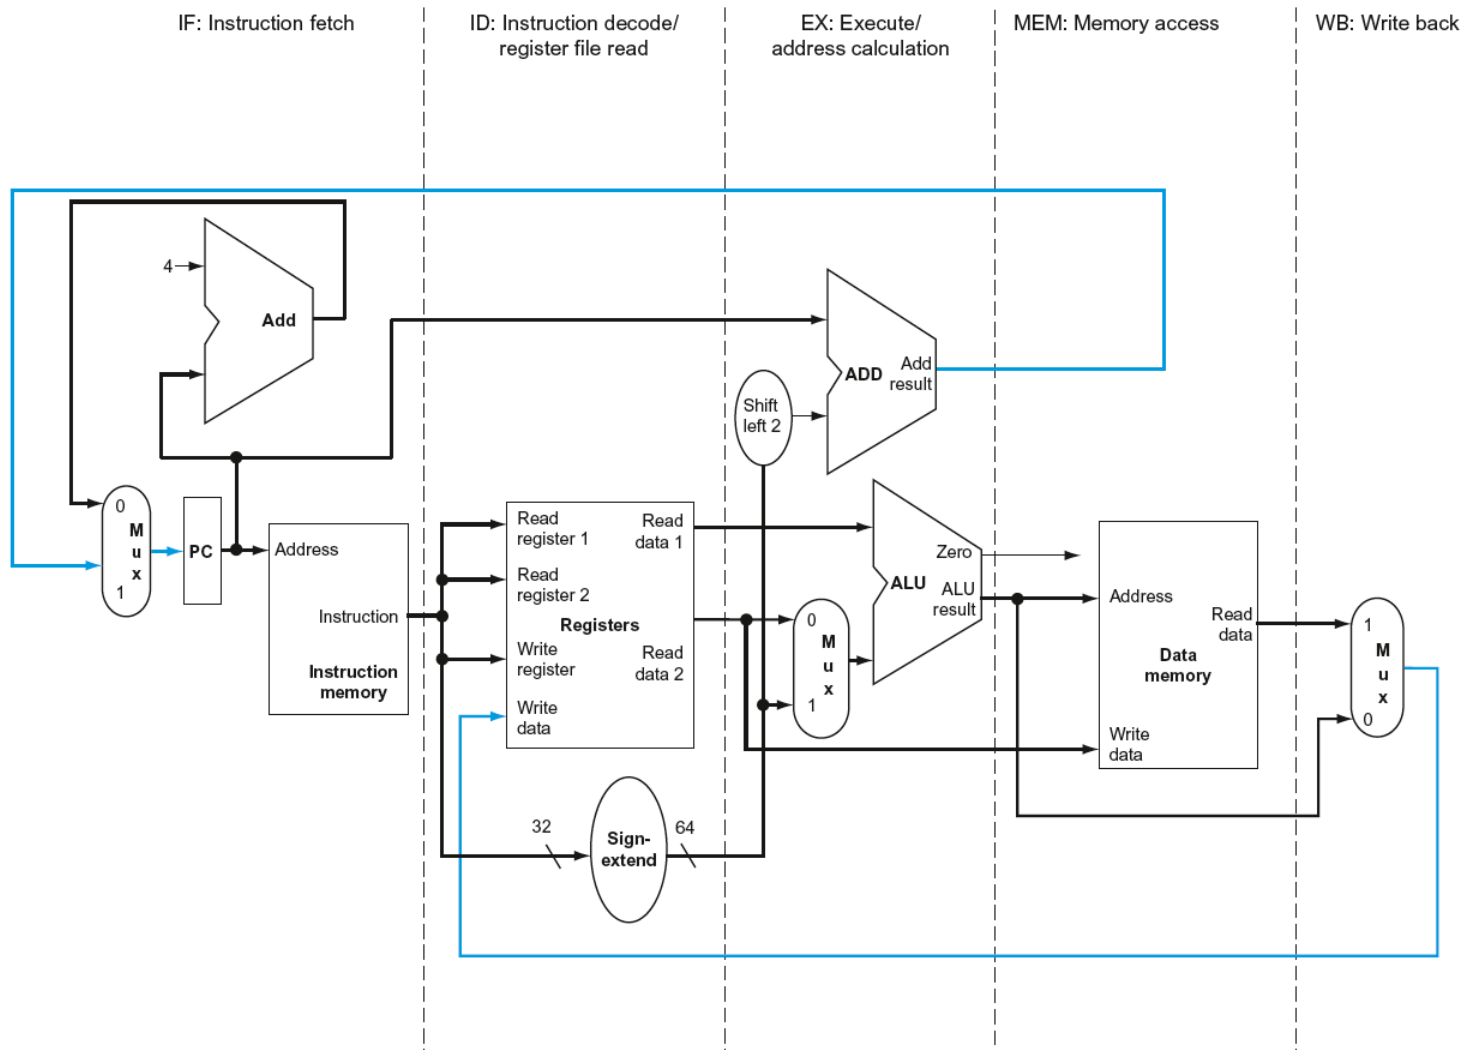 IF: Instruction fetch
ID: Instruction decode/
register file read
EX: Execute/
address calculation
MEM: Memory access
WB: Write back
4
Add
ADD
Add
result
Shift
left 2
0
M
u
x
1
PC
Address
Instruction
Instruction
memory
Read
register 1
Read
register 2
Write
register
Write
data
Registers
Read
data 1
Read
data 2
0
M
u
x
1
Zero
ALU
ALU
result
Address
Write
data
Data
memory
Read
data
1
M
u
x
0
32
Sign-
extend
64